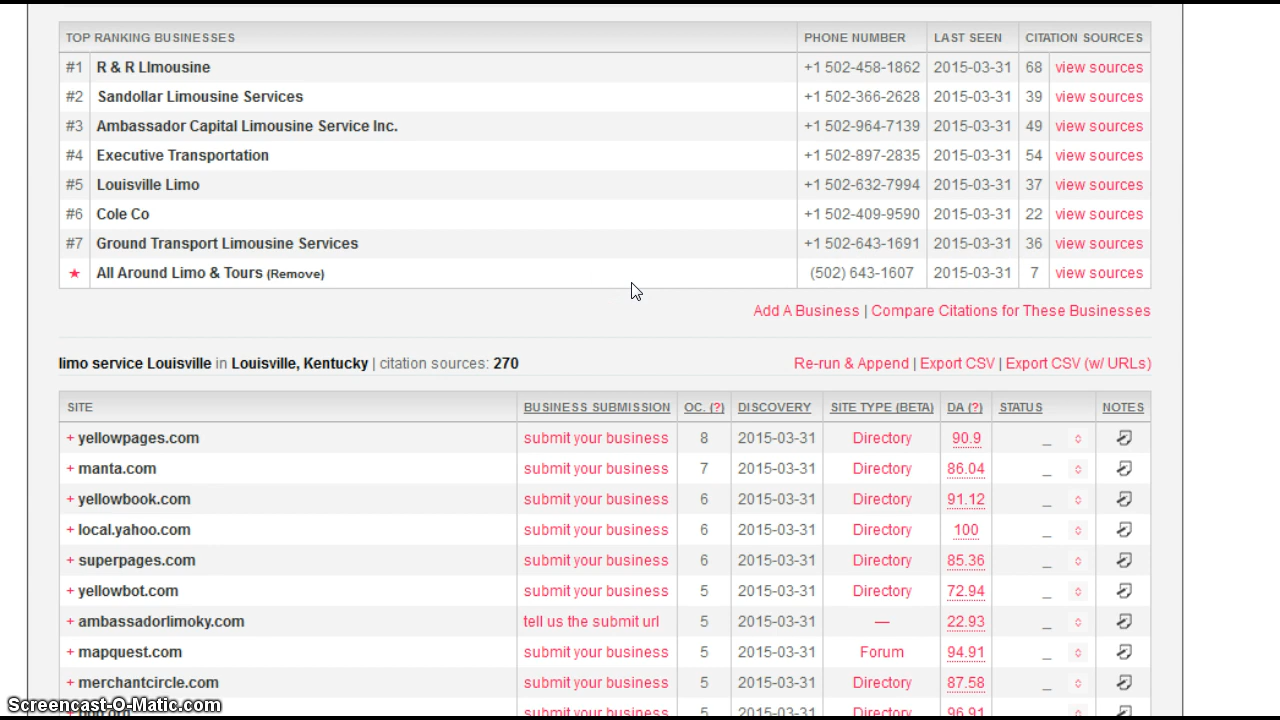 TOP RANKING BUSINESSES PHONE NUMBER LAST SEEN CITATION SOURCES
#1 R & R LImousine +1 502-458-1862 2015-03-31 68 view sources
#2 Sandollar Limousine Services +1 502-366-2628 2015-03-31 39 view sources
#3 Ambassador Capital Limousine Service Inc. +1 502-964-7139 2015-03-31 49 view sources
#4 Executive Transportation +1 502-897-2835 2015-03-31 54 view sources
#5 Louisville Limo +1 502-632-7994 2015-03-31 37 view sources
#6 Cole Co +1 502-409-9590 2015-03-31 22 view sources
#7 Ground Transport Limousine Services +1 502-643-1691 2015-03-31 36 view sources
★ All Around Limo & Tours (Remove) (502) 643-1607 2015-03-31 7 view sources
Add A Business | Compare Citations for These Businesses
limo service Louisville in Louisville, Kentucky | citation sources: 270 Re-run & Append | Export CSV | Export CSV (w/ URLs)
SITE BUSINESS SUBMISSION OC. (?) DISCOVERY SITE TYPE (BETA) DA (?) STATUS NOTES
+ yellowpages.com submit your business 8 2015-03-31 Directory 90.9 _
+ manta.com submit your business 7 2015-03-31 Directory 86.04 _
+ yellowbook.com submit your business 6 2015-03-31 Directory 91.12 _
+ local.yahoo.com submit your business 6 2015-03-31 Directory 100 _
+ superpages.com submit your business 6 2015-03-31 Directory 85.36 _
+ yellowbot.com submit your business 5 2015-03-31 Directory 72.94 _
+ ambassadorlimoky.com tell us the submit url 5 2015-03-31 — 22.93 _
+ mapquest.com submit your business 5 2015-03-31 Forum 94.91 _
+ merchantcircle.com submit your business 5 2015-03-31 Directory 87.58 _
submit your business 5 2015-03-31 Directory 96.91
Screencast-O-Matic.com